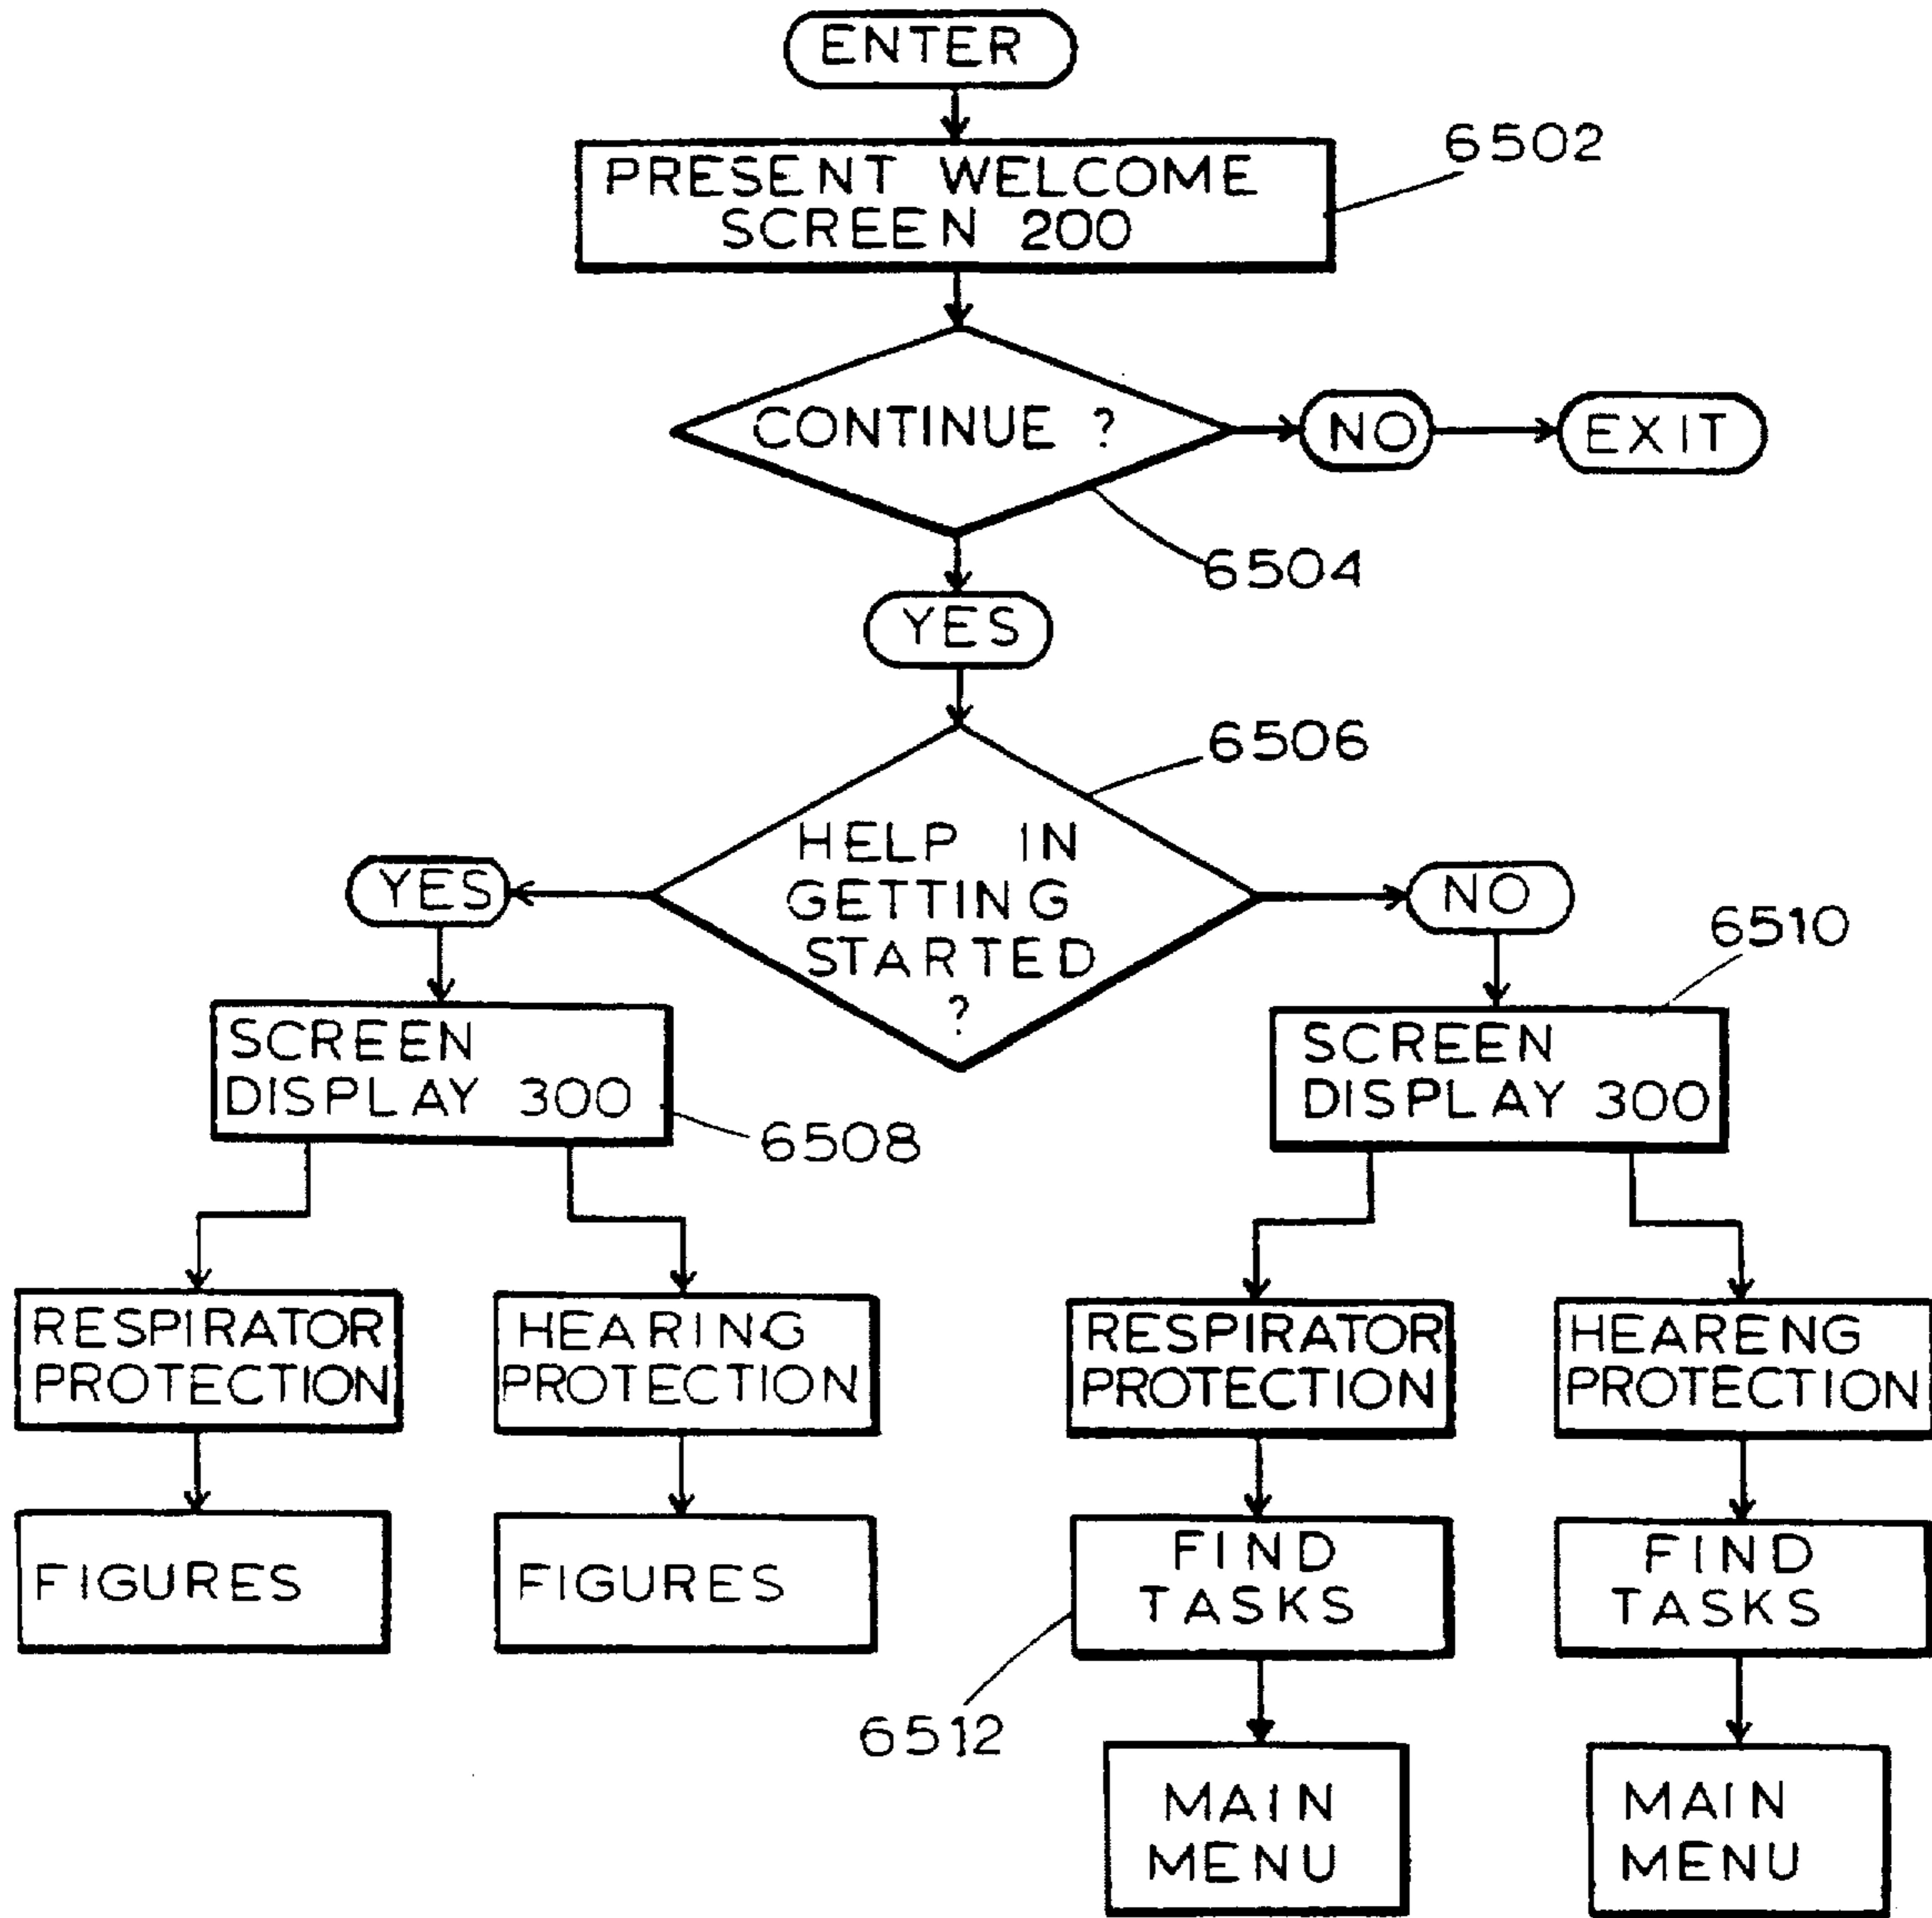 ENTER
PRESENT WELCOME
SCREEN 200
6502
CONTINUE ?
NO
EXIT
6504
YES
6506
HELP IN
GETTING
STARTED
?
YES
NO
6510
SCREEN
DISPLAY 300
6508
SCREEN
DISPLAY 300
RESPIRATOR
PROTECTION
HEARING
PROTECTION
RESPIRATOR
PROTECTION
HEARENG
PROTECTION
FIGURES
FIGURES
FIND
TASKS
FIND
TASKS
6512
MAIN
MENU
MAIN
MENU